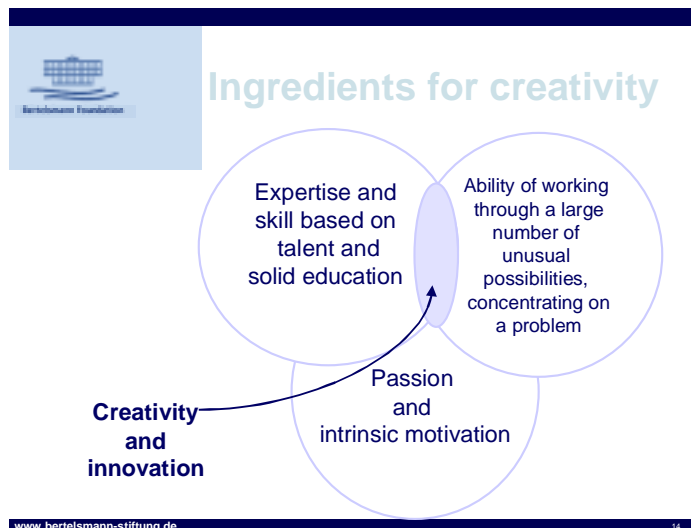 Bertelsmann Foundation
Ingredients for creativity
Expertise and
skill based on
talent and
solid education
Ability of working
through a large
number of
unusual
possibilities,
concentrating on
a problem
Passion
and
intrinsic motivation
Creativity
and
innovation
www.bertelsmann-stiftung.de
14